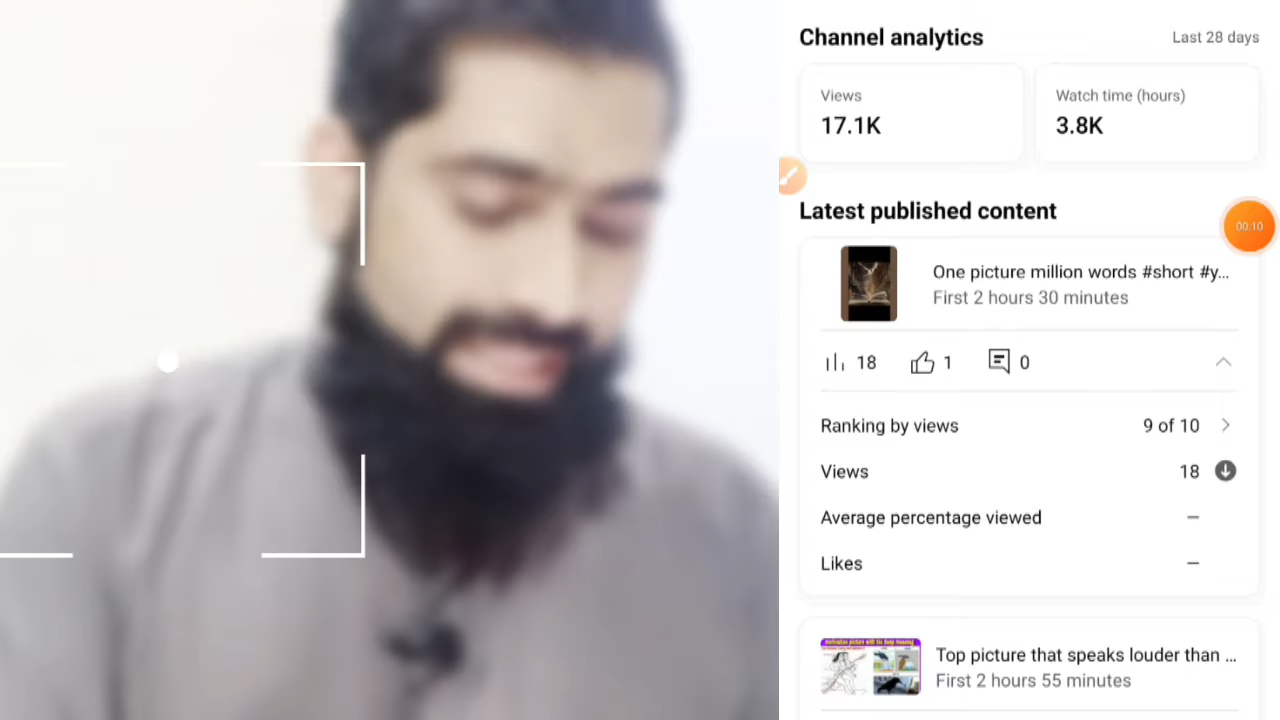 Channel analytics
Last 28 days
Views
Watch time (hours)
17.1K
3.8K
Latest published content
00:10
One picture million words #short #y...
First 2 hours 30 minutes
18
1
0
Ranking by views
9 of 10
Views
18
Average percentage viewed
–
Likes
–
Top picture that speaks louder than ...
First 2 hours 55 minutes